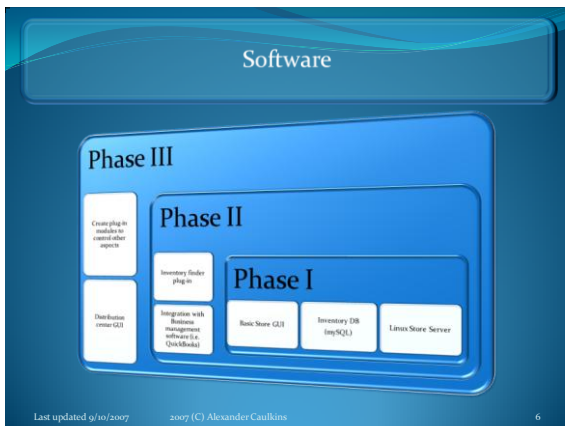 Software
Phase III
Create plug-in
modules to
control other
aspects
Distribution
center GUI
Phase II
Inventory finder
plug-in
Integration with
Business
management
software (i.e.
QuickBooks)
Phase I
Basic Store GUI
Inventory DB
(mySQL)
Linux Store Server
Last updated 9/10/2007
2007 (C) Alexander Caulkins
6